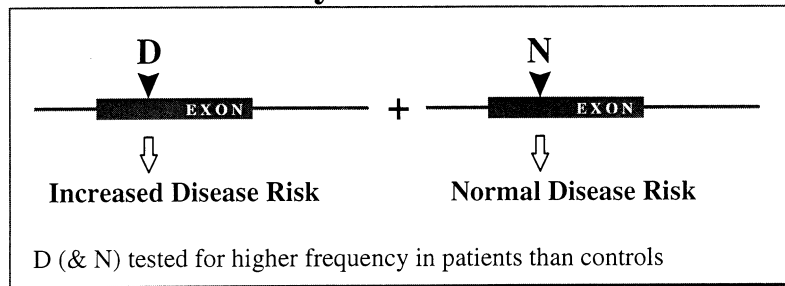 D N
EXON + EXON
Increased Disease Risk Normal Disease Risk
D (& N) tested for higher frequency in patients than controls